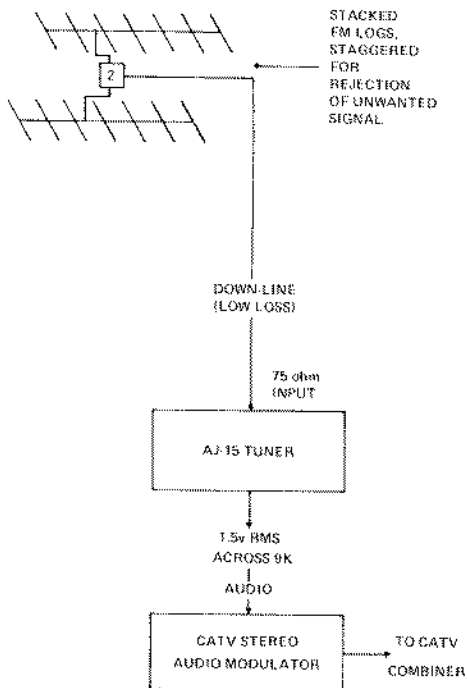 STACKED
FM LOGS,
STAGGERED
FOR
REJECTION
OF UNWANTED
SIGNAL.
2
DOWN-LINE
(LOW LOSS)
75 ohm
INPUT
AJ-15 TUNER
1.5v RMS
ACROSS 9K
AUDIO
CATV STEREO
AUDIO MODULATOR
TO CATV
COMBINER